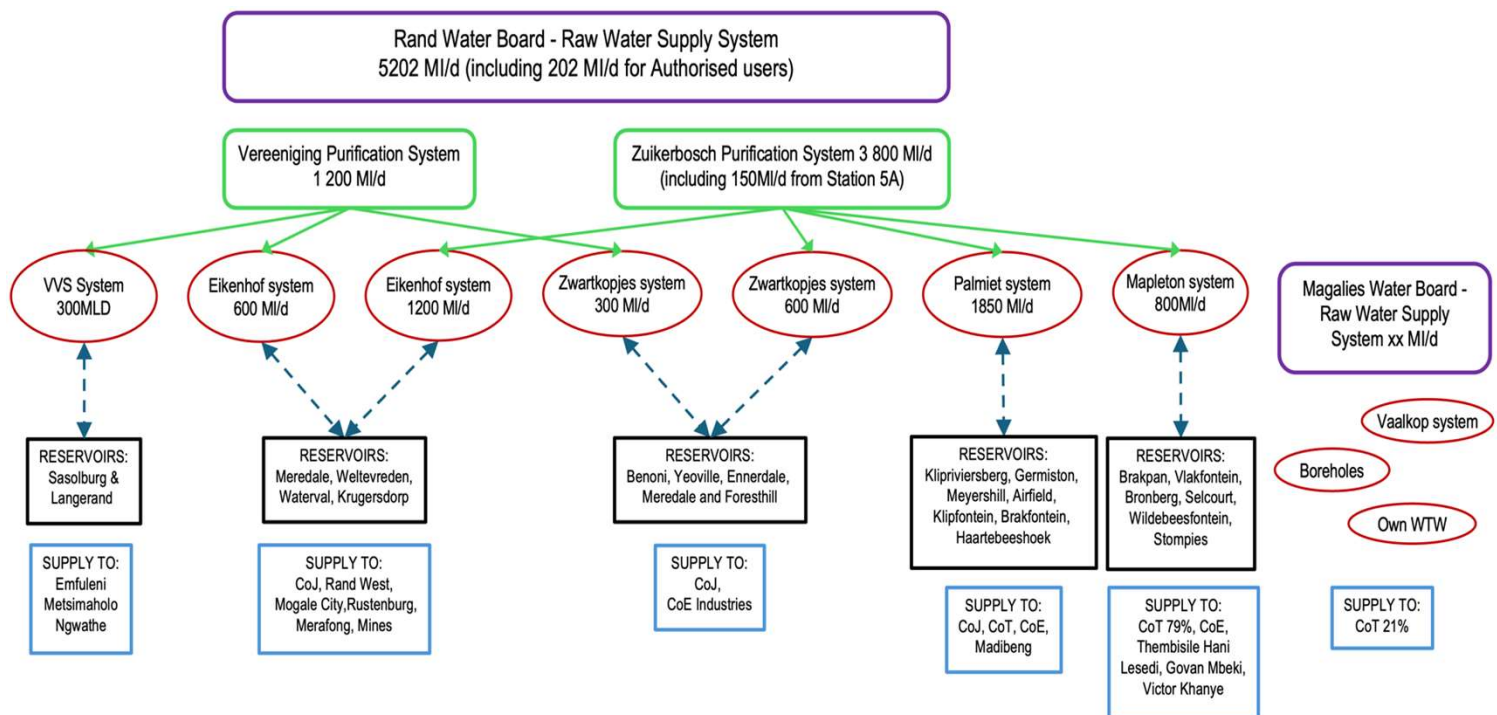 Rand Water Board - Raw Water Supply System
5202 Ml/d (including 202 Ml/d for Authorised users)
Vereeniging Purification System
1 200 Ml/d
Zuikerbosch Purification System 3 800 Ml/d
(including 150Ml/d from Station 5A)
VVS System
300MLD
Eikenhof system
600 Ml/d
Eikenhof system
1200 Ml/d
Zwartkopjes system
300 Ml/d
Zwartkopjes system
600 Ml/d
Palmiet system
1850 Ml/d
Mapleton system
800Ml/d
Magalies Water Board -
Raw Water Supply
System xx Ml/d
Vaalkop system
Boreholes
Own WTW
RESERVOIRS:
Sasolburg &
Langerand
RESERVOIRS:
Meredale, Weltevreden,
Waterval, Krugersdorp
RESERVOIRS:
Benoni, Yeoville, Ennerdale,
Meredale and Foresthill
RESERVOIRS:
Klipriviersberg, Germiston,
Meyershill, Airfield,
Klipfontein, Brakfontein,
Haartebeeshoek
RESERVOIRS:
Brakpan, Vlakfontein,
Bronberg, Selcourt,
Wildebeesfontein,
Stompies
SUPPLY TO:
Emfuleni
Metsimaholo
Ngwathe
SUPPLY TO:
CoJ, Rand West,
Mogale City,Rustenburg,
Merafong, Mines
SUPPLY TO:
CoJ,
CoE Industries
SUPPLY TO:
CoJ, CoT, CoE,
Madibeng
SUPPLY TO:
CoT 79%, CoE,
Thembisile Hani
Lesedi, Govan Mbeki,
Victor Khanye
SUPPLY TO:
CoT 21%